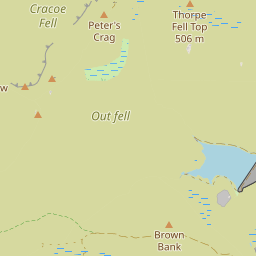 Cracoe
Fell
Peter's
Crag
Thorpe
Fell Top
506 m
w
Out fell
Brown
Bank